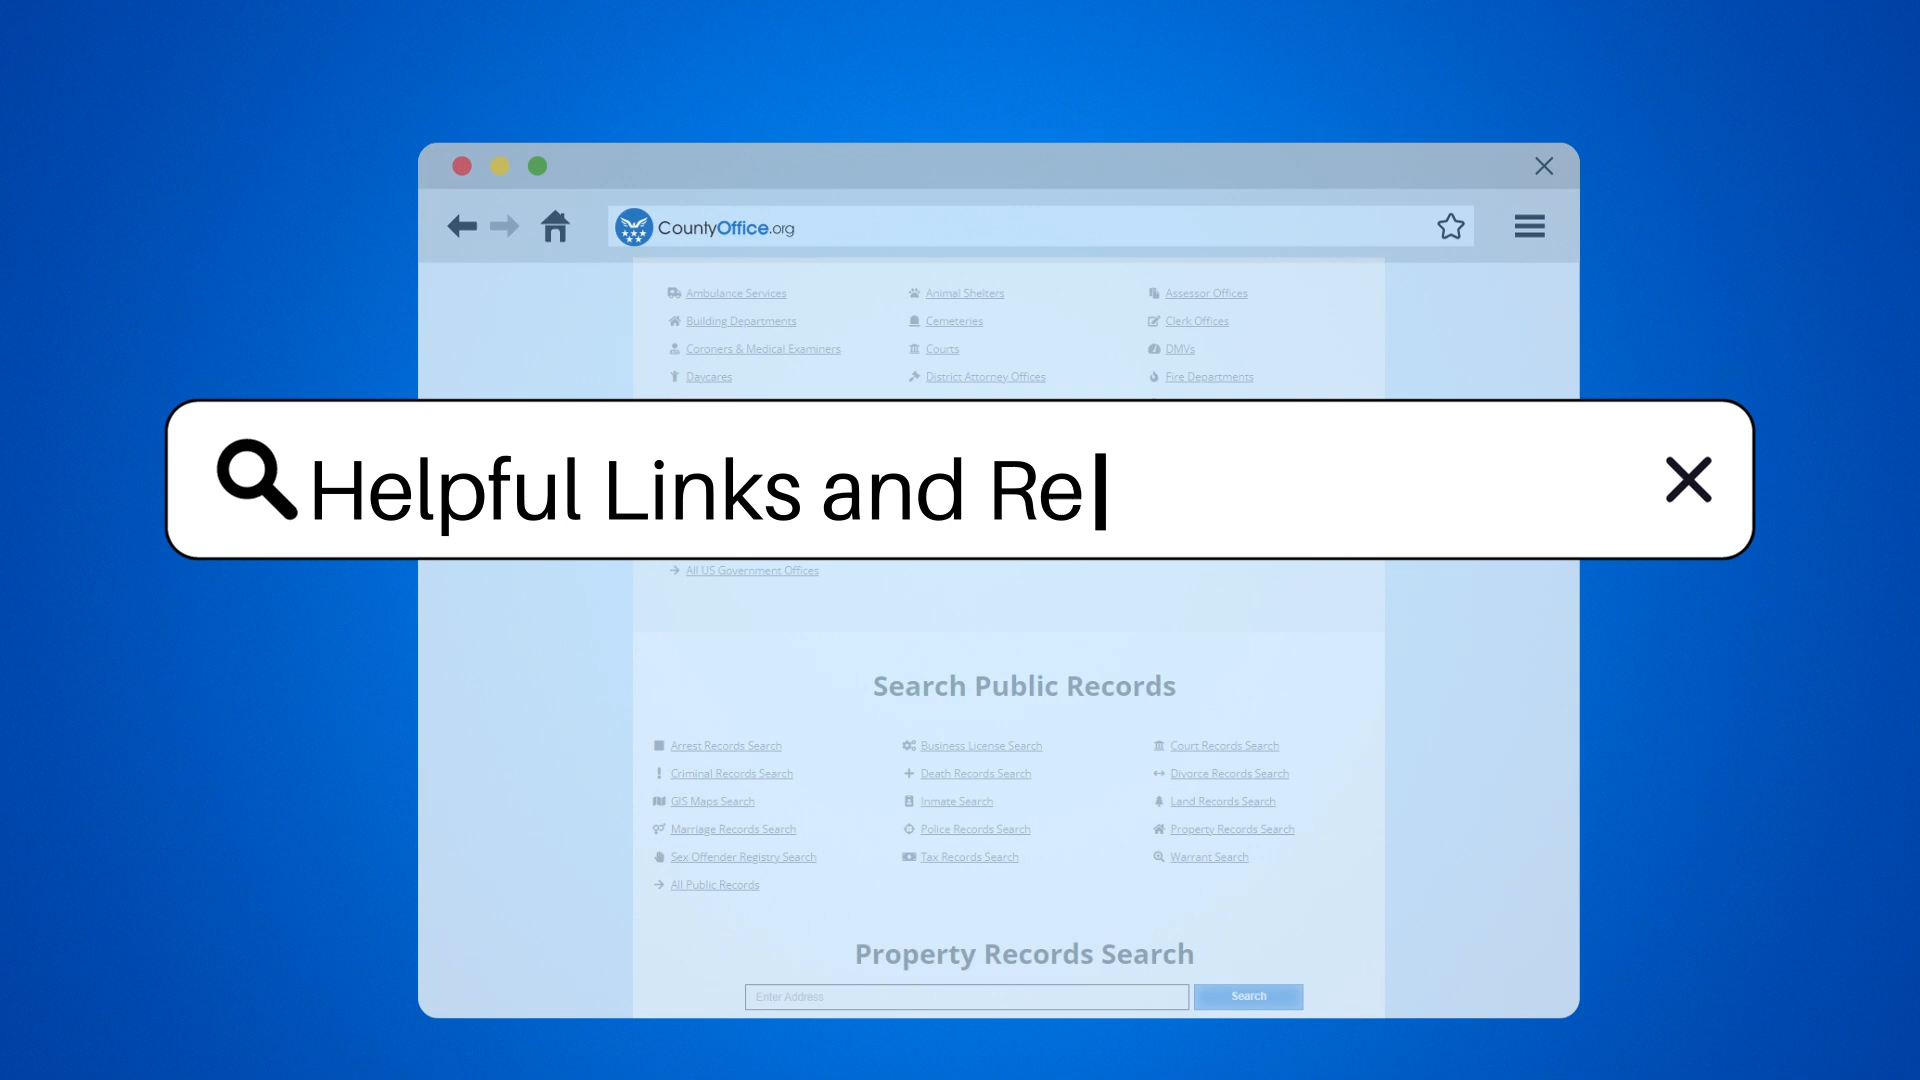 CountyOffice.org
Ambulance Services Animal Shelters Assessor Offices
Building Departments Cemeteries Clerk Offices
Coroners & Medical Examiners Courts DMVs
Daycares District Attorney Offices Fire Departments
Helpful Links and Re
All US Government Offices
Search Public Records
Arrest Records Search Business License Search Court Records Search
Criminal Records Search Death Records Search Divorce Records Search
GIS Maps Search Inmate Search Land Records Search
Marriage Records Search Police Records Search Property Records Search
Sex Offender Registry Search Tax Records Search Warrant Search
All Public Records
Property Records Search
Enter Address Search